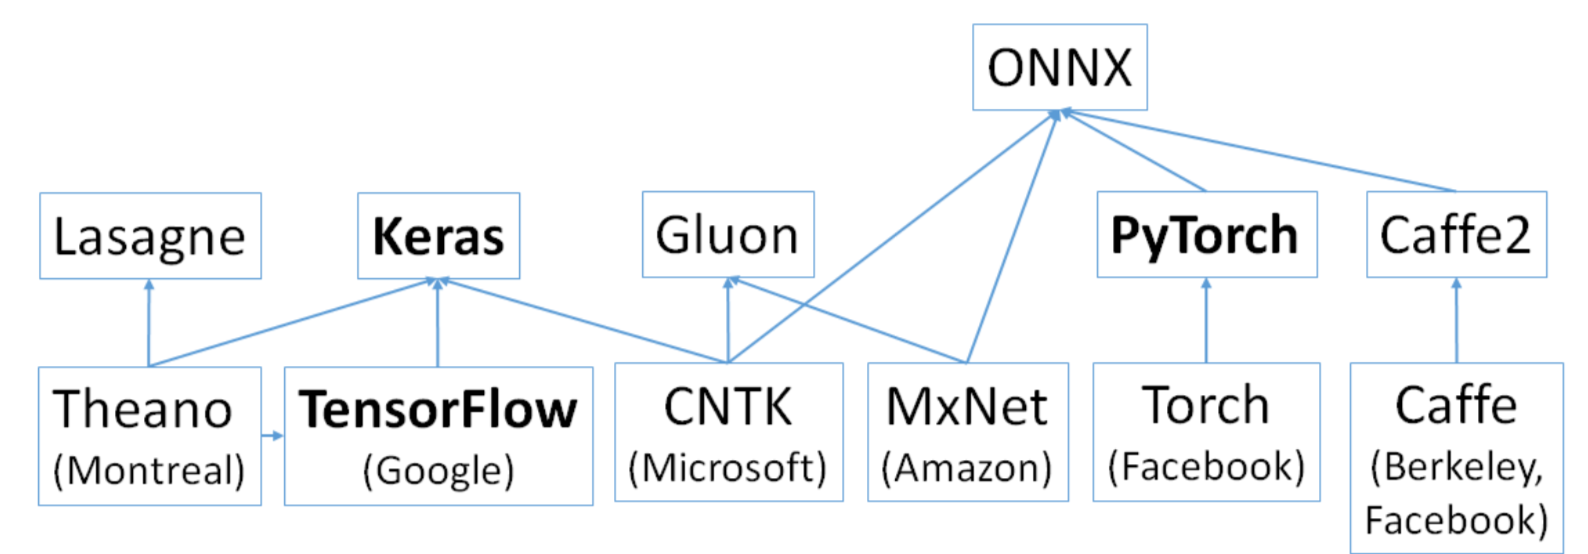 ONNX
Lasagne
Keras
Gluon
PyTorch
Caffe2
Theano
(Montreal)
TensorFlow
(Google)
CNTK
(Microsoft)
MxNet
(Amazon)
Torch
(Facebook)
Caffe
(Berkeley,
Facebook)